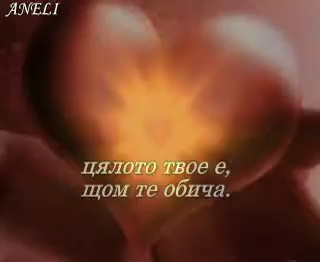 ANELI
цялото твое е,
щом те обича.